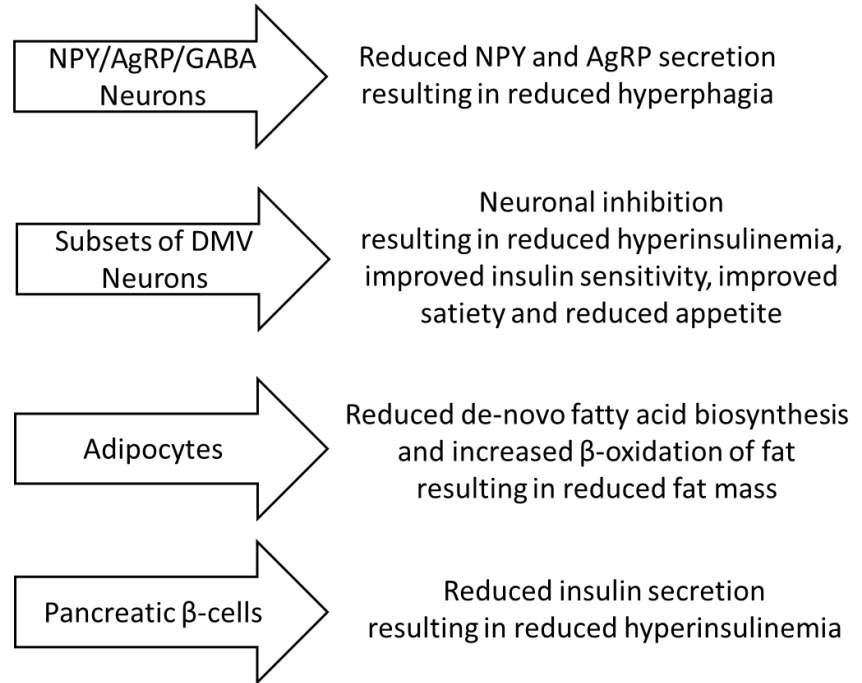 NPY/AgRP/GABA
Neurons
Reduced NPY and AgRP secretion
resulting in reduced hyperphagia
Subsets of DMV
Neurons
Neuronal inhibition
resulting in reduced hyperinsulinemia,
improved insulin sensitivity, improved
satiety and reduced appetite
Adipocytes
Reduced de-novo fatty acid biosynthesis
and increased β-oxidation of fat
resulting in reduced fat mass
Pancreatic β-cells
Reduced insulin secretion
resulting in reduced hyperinsulinemia